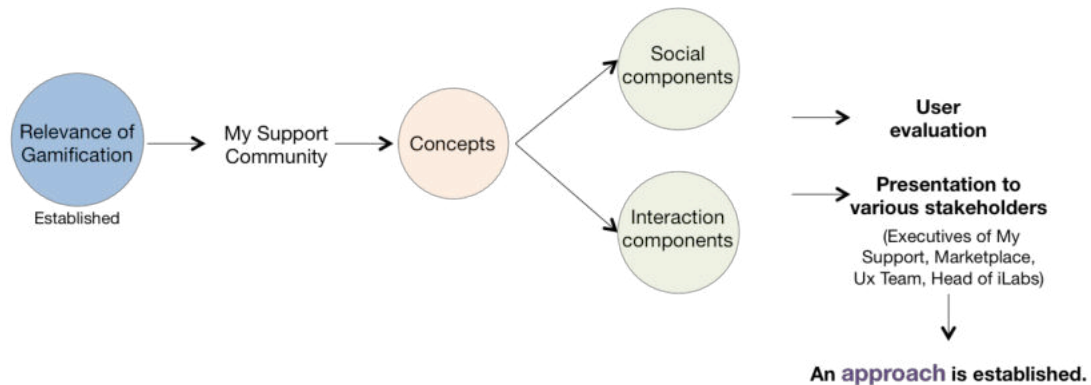 Relevance of
Gamification
Established
My Support
Community
Concepts
Social
components
Interaction
components
User
evaluation
Presentation to
various stakeholders
(Executives of My
Support, Marketplace,
Ux Team, Head of iLabs)
An approach is established.